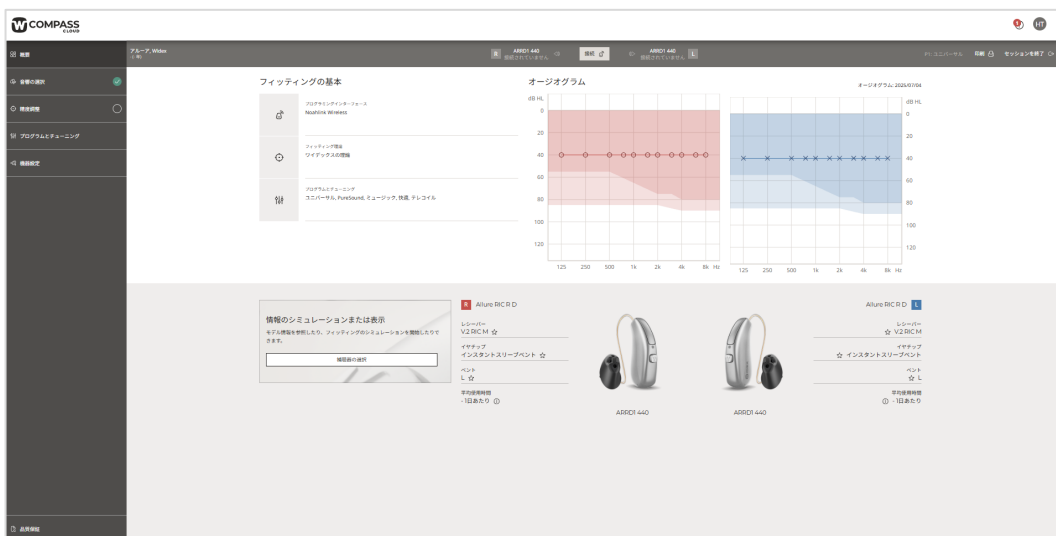 W COMPASS
CLOUD
HT
概要
アルーア, Widex
R
ARRD1 440
接続されていません
接続
ARRD1 440
接続されていません
L
P1: ユニバーサル
印刷
セッションを終了
音響の選択
精度調整
プログラムとチューニング
機器設定
フィッティングの基本
プログラミングインターフェース
Noahlink Wireless
フィッティング理論
ワイデックスの理論
プログラムとチューニング
ユニバーサル, PureSound, ミュージック, 快適, テレコイル
オージオグラム
オージオグラム: 2025/07/04
dB HL
0
20
40
60
80
100
120
125 250 500 1k 2k 4k 8k Hz
dB HL
0
20
40
60
80
100
120
125 250 500 1k 2k 4k 8k Hz
情報のシミュレーションまたは表示
モデル情報を参照したり、フィッティングのシミュレーションを開始したりで
きます。
補聴器の選択
R Allure RIC R D
レシーバー
V2 RIC M ☆
イヤチップ
インスタントスリーブベント ☆
ベント
L ☆
平均使用時間
- 1日あたり
ARRD1 440
Allure RIC R D L
レシーバー
☆ V2 RIC M
イヤチップ
☆ インスタントスリーブベント
ベント
☆ L
平均使用時間
- 1日あたり
ARRD1 440
品質保証